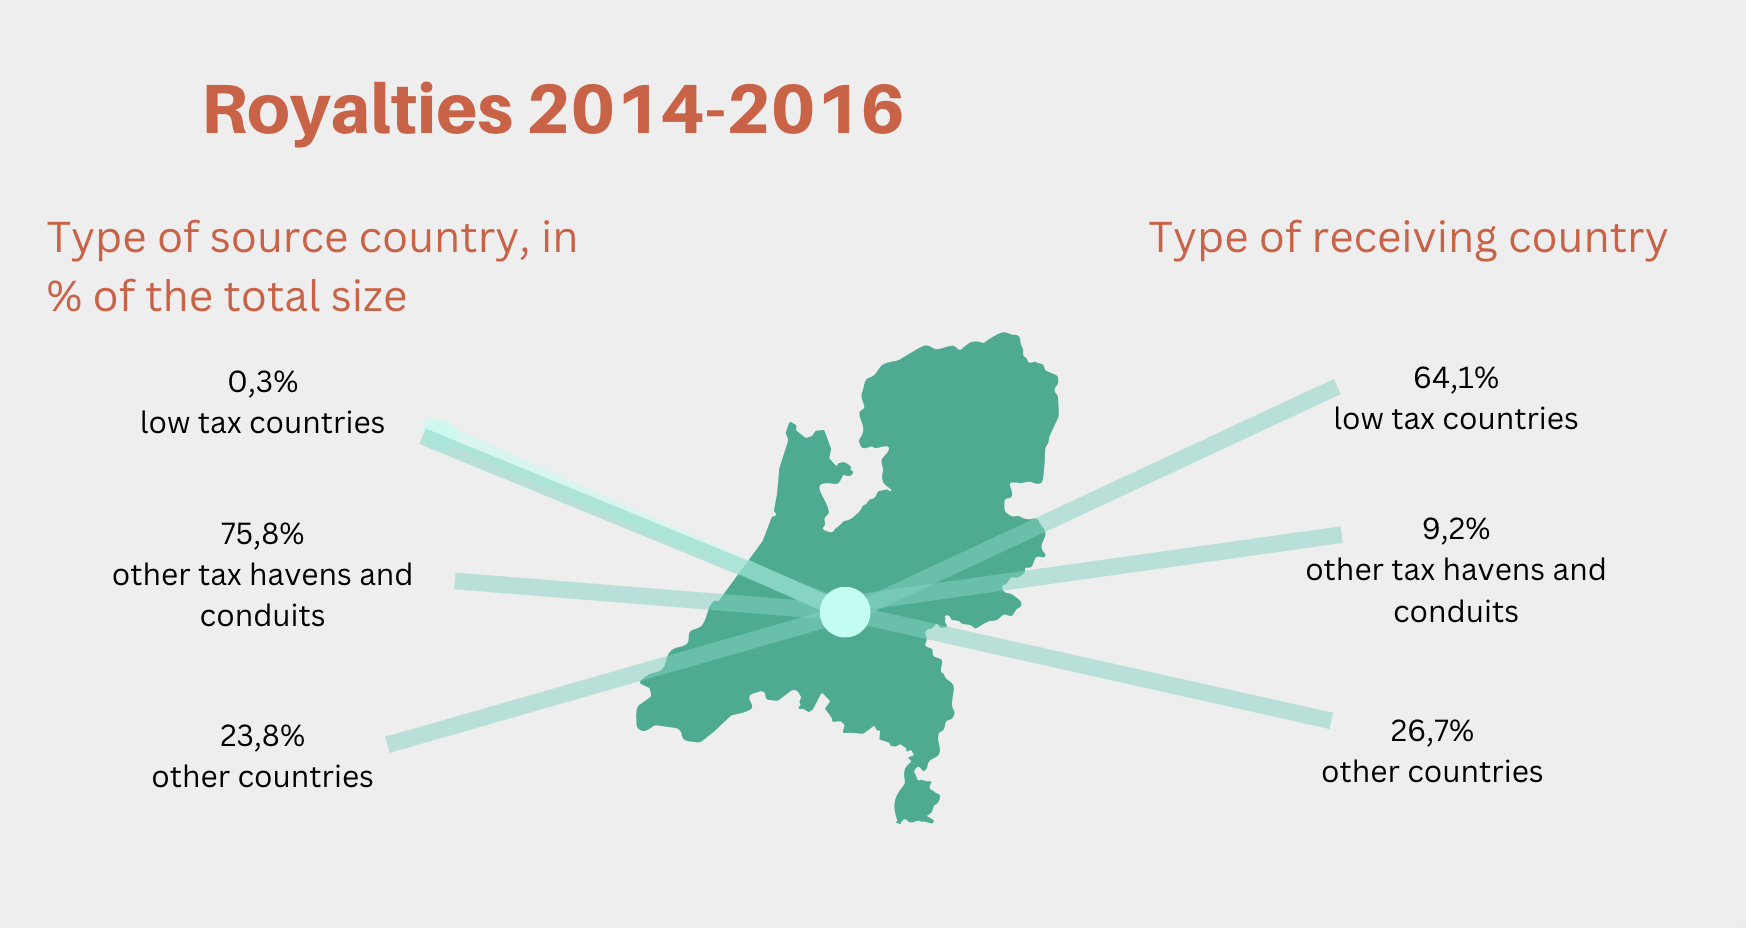 Royalties 2014-2016
Type of source country, in
% of the total size
0,3%
low tax countries
75,8%
other tax havens and
conduits
23,8%
other countries
Type of receiving country
64,1%
low tax countries
9,2%
other tax havens and
conduits
26,7%
other countries